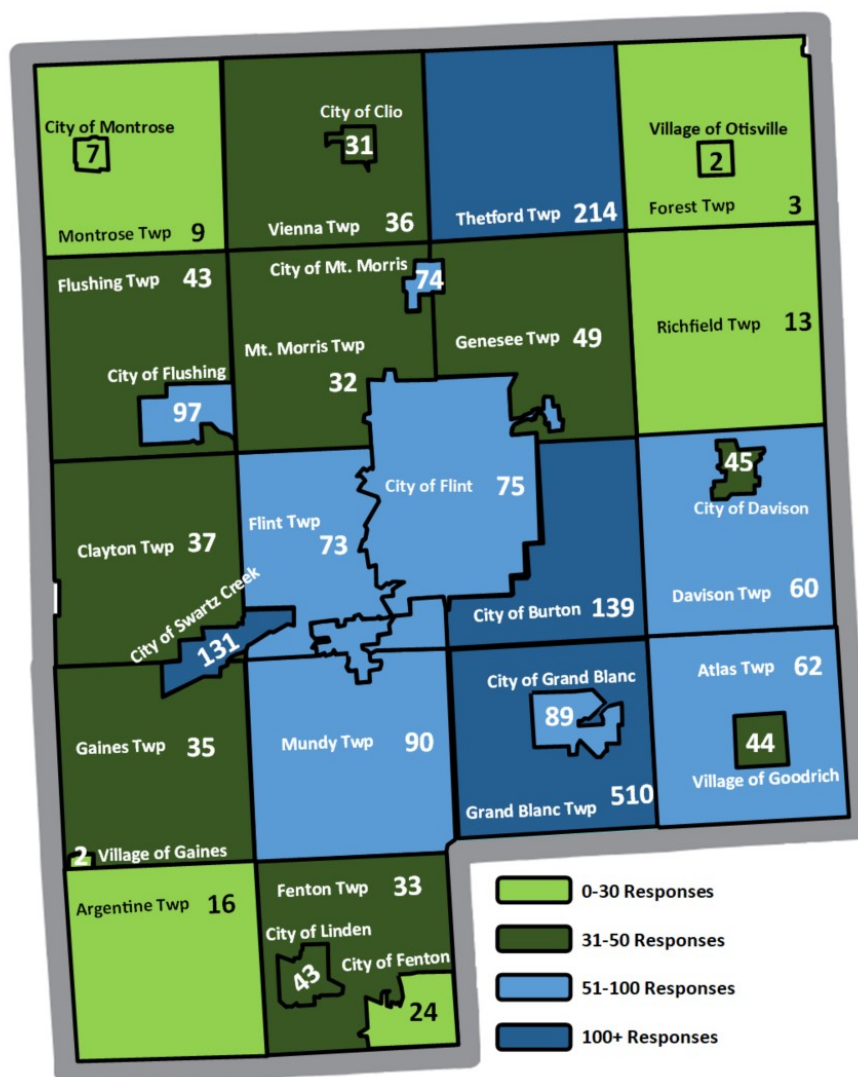 City of Montrose
7
Montrose Twp 9
City of Clio
31
Vienna Twp 36
Thetford Twp 214
Village of Otisville
2
Forest Twp 3
Flushing Twp 43
City of Flushing
97
City of Mt. Morris
74
Mt. Morris Twp
32
Genesee Twp 49
Richfield Twp 13
Clayton Twp 37
Flint Twp
73
City of Flint 75
45
City of Davison
Davison Twp 60
City of Swartz Creek
131
City of Burton 139
Gaines Twp 35
2 Village of Gaines
Mundy Twp 90
City of Grand Blanc
89
Grand Blanc Twp 510
Atlas Twp 62
44
Village of Goodrich
Argentine Twp 16
Fenton Twp 33
City of Linden
43
City of Fenton
24
0-30 Responses
31-50 Responses
51-100 Responses
100+ Responses